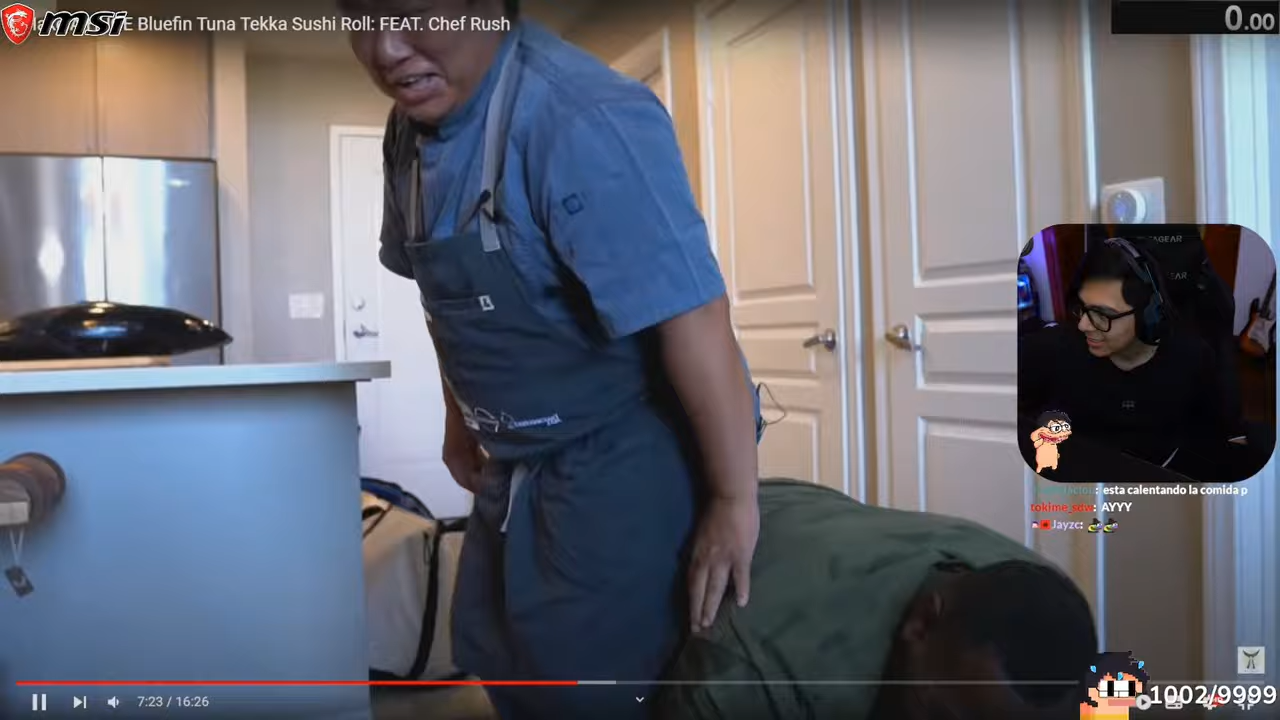 msi
E Bluefin Tuna Tekka Sushi Roll: FEAT. Chef Rush
0.00
: esta calentando la comida p
tokime_sdw: AYYY
Jayzc:
7:23 / 16:26
1002/9999